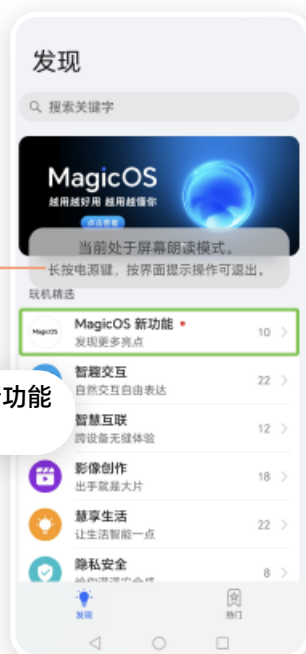 发现
搜索关键字
MagicOS
越用越好用 越用越懂你
当前处于屏幕朗读模式。
长按电源键，按界面提示操作可退出。
玩机精选
MagicOS
MagicOS 新功能
10
发现更多亮点
智趣交互
22
自然交互自由表达
功能
智慧互联
12
跨设备无缝体验
影像创作
18
出手就是大片
慧享生活
22
让生活智能一点
隐私安全
8
发现
热门